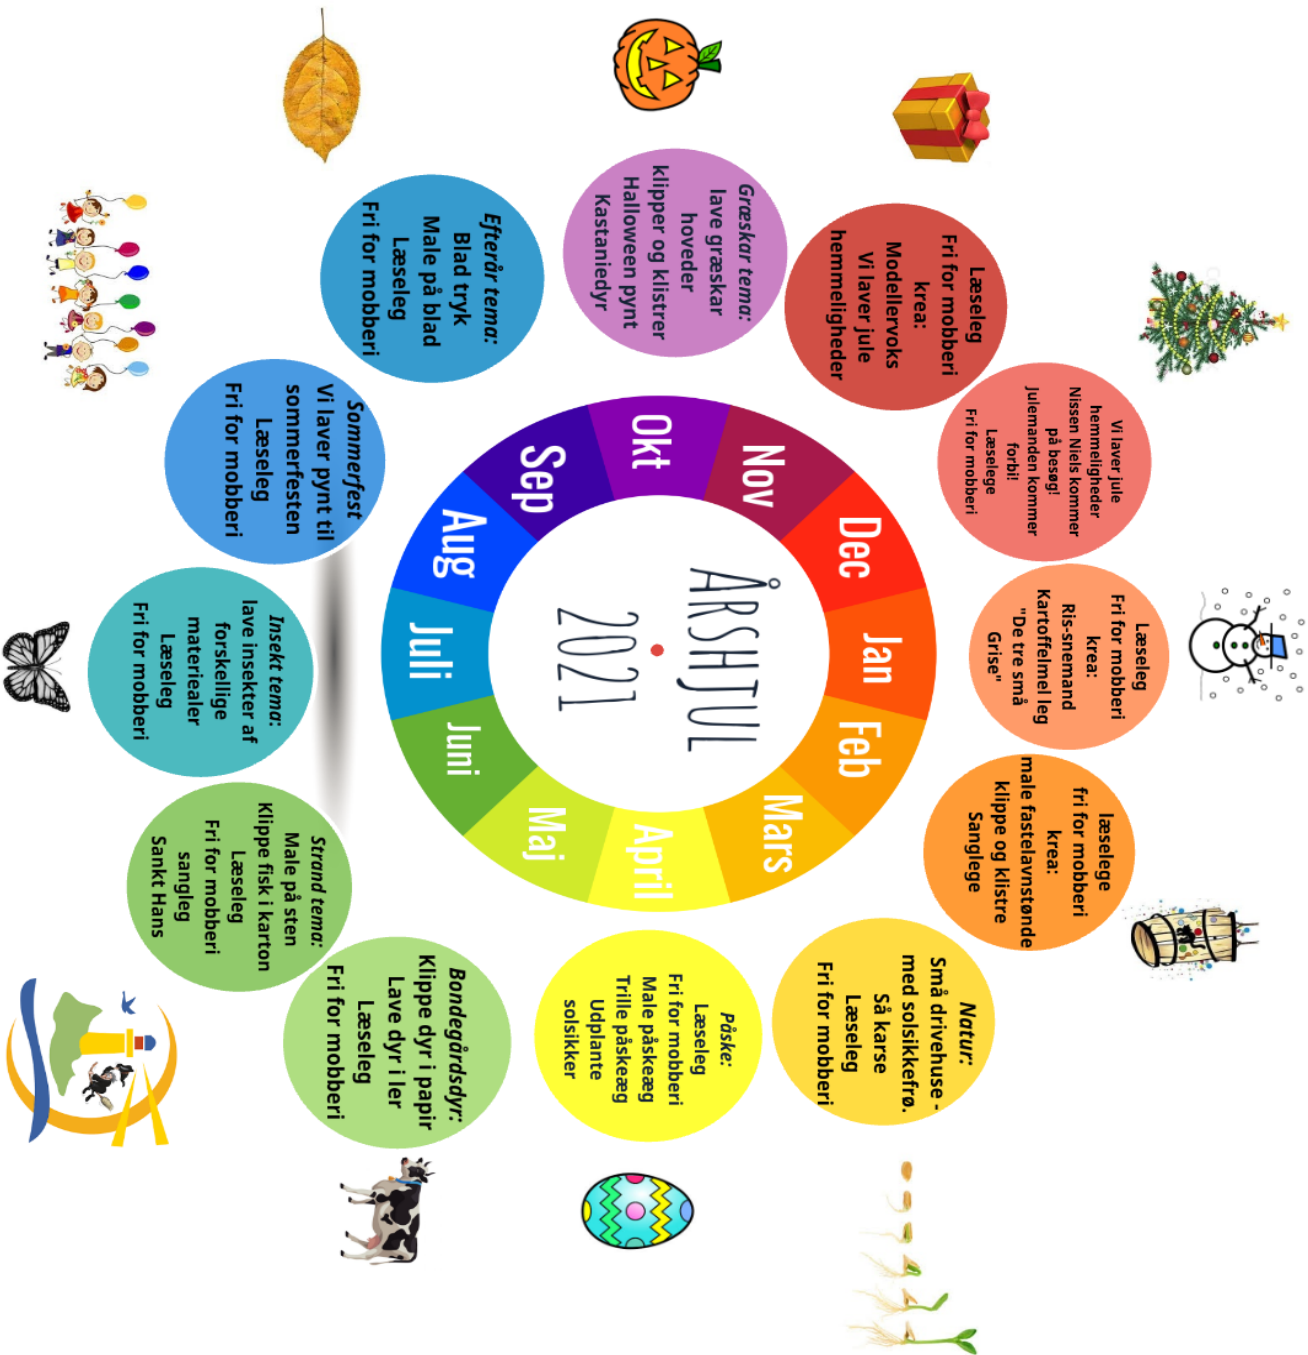 ÅRSHJUL
2021
Jan
Feb
Mars
April
Maj
Juni
Juli
Aug
Sep
Okt
Nov
Dec
Læseleg
Fri for mobberi
krea:
Ris-snemand
Kartoffelmel leg
"De tre små
Grise"
læselege
fri for mobberi
krea:
male fastelavnstønde
klippe og klistre
Sanglege
Natur:
Små drivehuse -
med solsikkefrø.
Så karse
Læseleg
Fri for mobberi
Påske:
Læseleg
Fri for mobberi
Male påskeæg
Trille påskeæg
Udplante
solsikker
Bondegårdsdyr:
Klippe dyr i papir
Lave dyr i ler
Læseleg
Fri for mobberi
Strand tema:
Male på sten
Klippe fisk i karton
Læseleg
Fri for mobberi
sangleg
Sankt Hans
Insekt tema:
lave insekter af
forskellige
materiealer
Læseleg
Fri for mobberi
Sommerfest
Vi laver pynt til
sommerfesten
Læseleg
Fri for mobberi
Efterår tema:
Blad tryk
Male på blad
Læseleg
Fri for mobberi
Græskar tema:
lave græskar
hoveder
klipper og klistrer
Halloween pynt
Kastaniedyr
Læseleg
Fri for mobberi
krea:
Modellervoks
Vi laver jule
hemmeligheder
Vi laver jule
hemmeligheder
Nissen Niels kommer
på besøg!
Julemanden kommer
forbi!
Læselege
Fri for mobberi